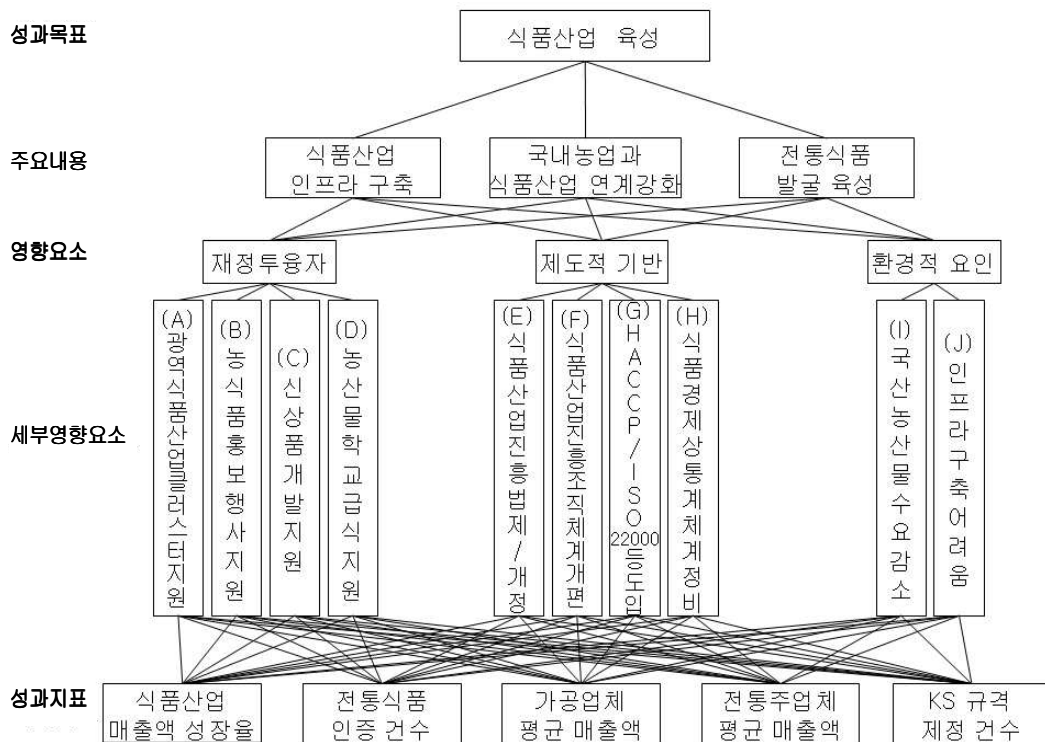 성과목표
식품산업 육성
주요내용
식품산업
인프라 구축
국내농업과
식품산업 연계강화
전통식품
발굴 육성
영향요소
재정투융자
제도적 기반
환경적 요인
세부영향요소
(A)광역식품산업클러스터지원
(B)농식품홍보행사지원
(C)신상품개발지원
(D)농산물학교급식지원
(E)식품산업진흥법제/개정
(F)식품산업진흥조직체계개편
(G)HACCP/ISO22000등도입
(H)식품경제상통계체계정비
(I)국산농산물수요감소
(J)인프라구축어려움
성과지표
식품산업
매출액 성장율
전통식품
인증 건수
가공업체
평균 매출액
전통주업체
평균 매출액
KS 규격
제정 건수